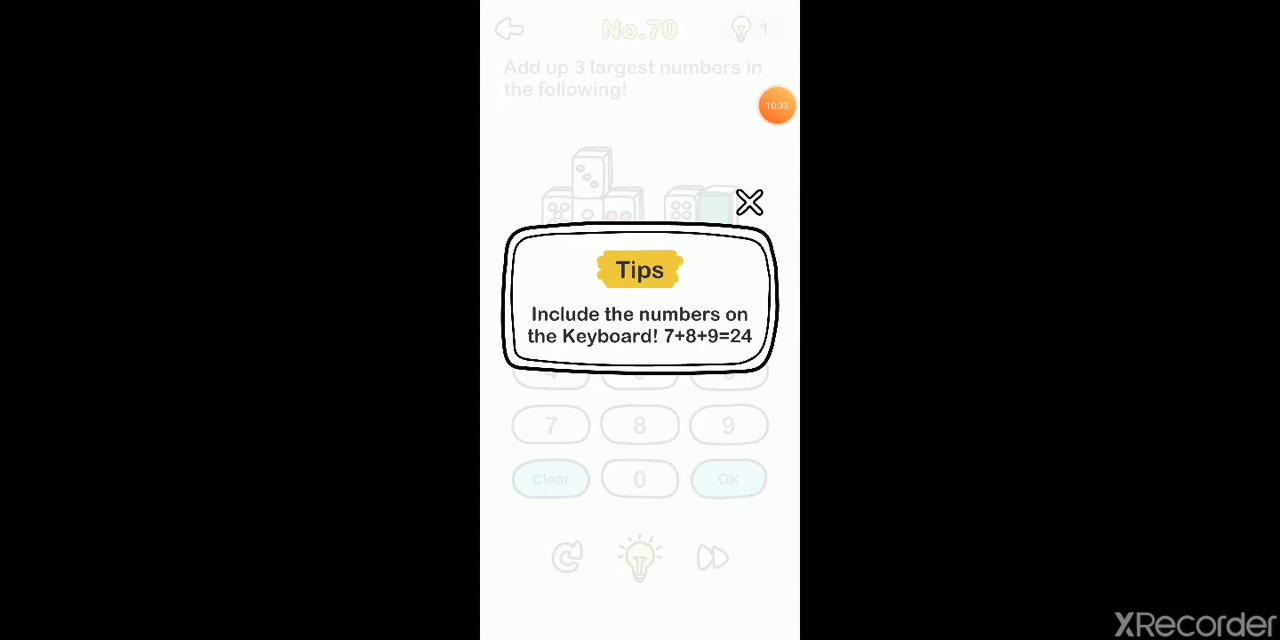 No.70
1
Add up 3 largest numbers in
the following!
10:33
Tips
Include the numbers on
the Keyboard! 7+8+9=24
7 8 9
Clear 0 OK
XRecorder